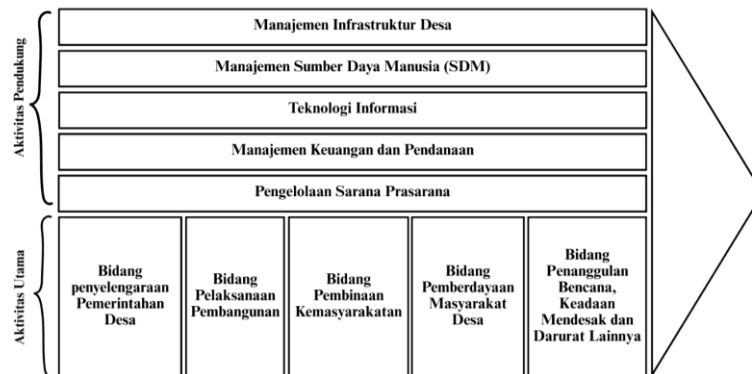 Aktivitas Pendukung
Manajemen Infrastruktur Desa
Manajemen Sumber Daya Manusia (SDM)
Teknologi Informasi
Manajemen Keuangan dan Pendanaan
Pengelolaan Sarana Prasarana
Aktivitas Utama
Bidang
penyelengaraan
Pemerintahan
Desa
Bidang
Pelaksanaan
Pembangunan
Bidang
Pembinaan
Kemasyarakatan
Bidang
Pemberdayaan
Masyarakat
Desa
Bidang
Penanggulan
Bencana,
Keadaan
Mendesak dan
Darurat Lainnya